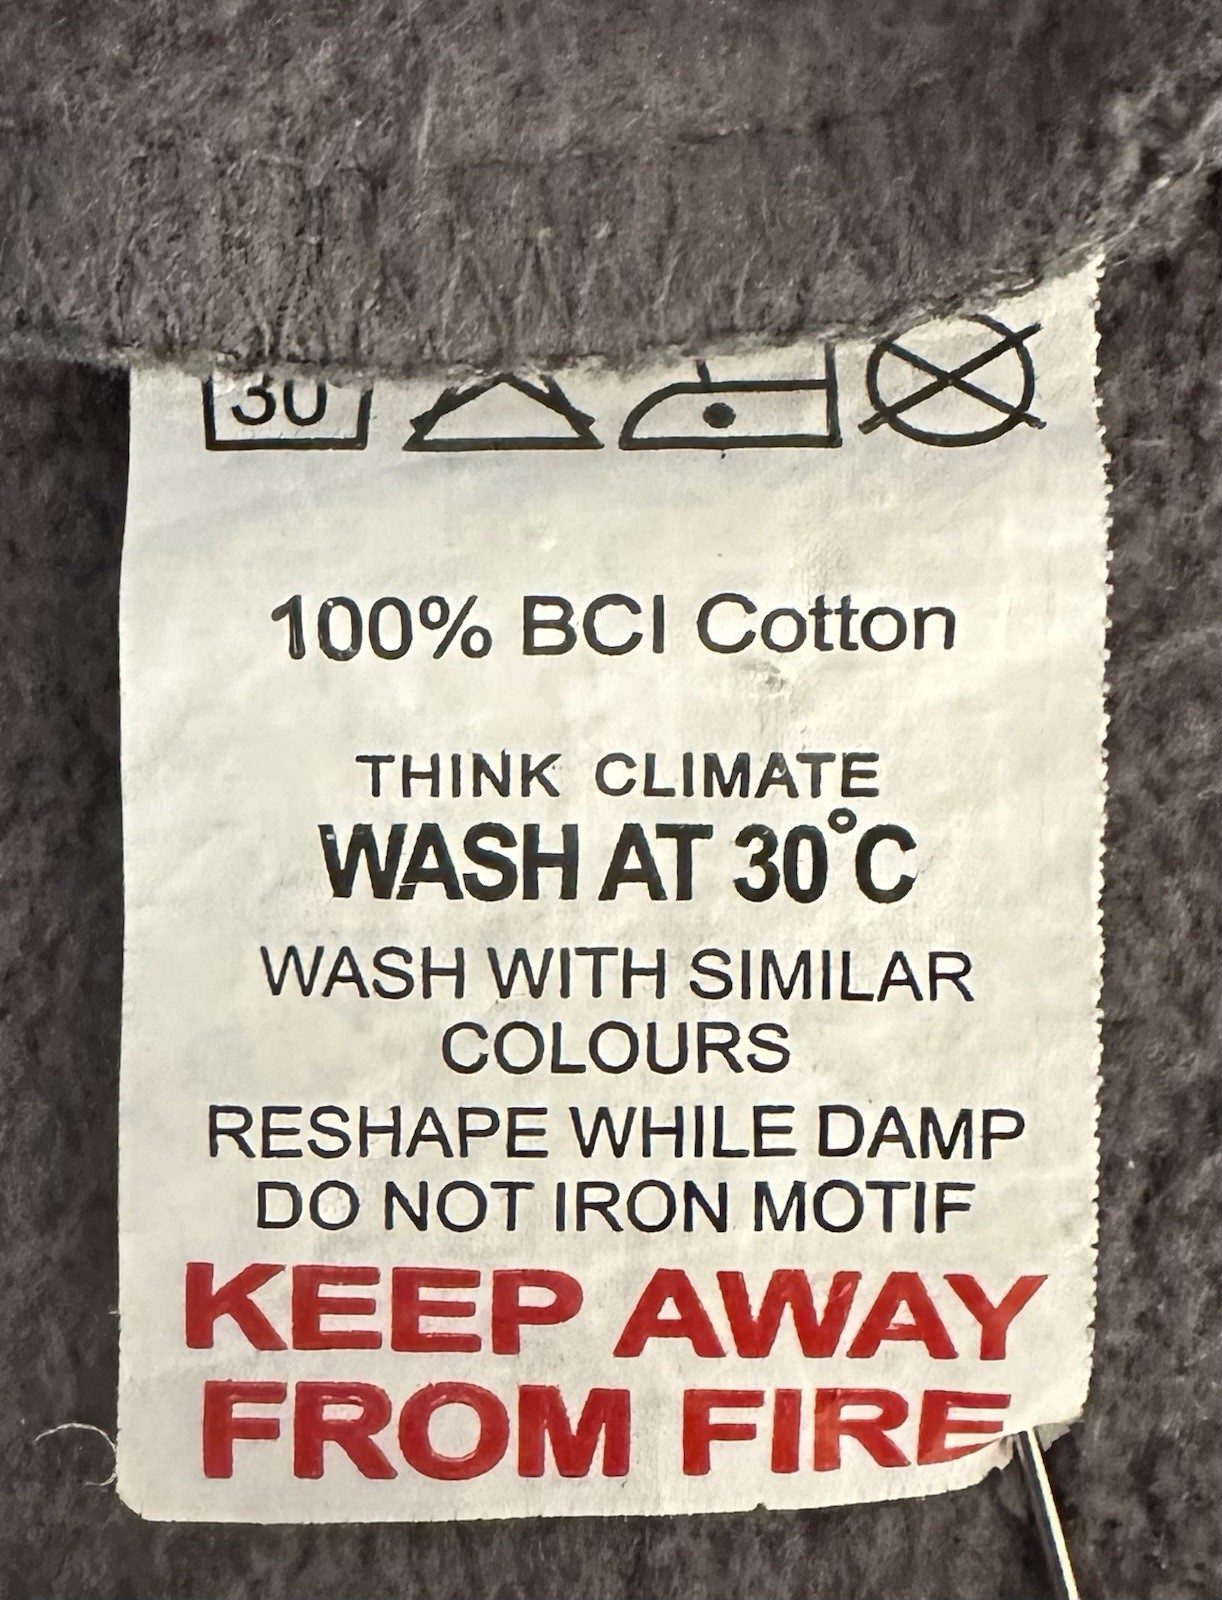 30
100% BCI Cotton
THINK CLIMATE
WASH AT 30°C
WASH WITH SIMILAR
COLOURS
RESHAPE WHILE DAMP
DO NOT IRON MOTIF
KEEP AWAY
FROM FIRE